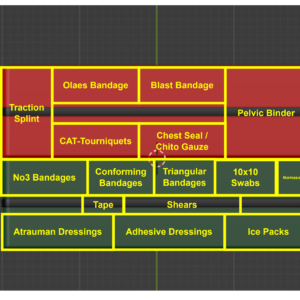 Olaes Bandage
Blast Bandage
Traction
Splint
Pelvic Binder
CAT-Tourniquets
Chest Seal /
Chito Gauze
No3 Bandages
Conforming
Bandages
Triangular
Bandages
10x10
Swabs
Tape
Shears
Atrauman Dressings
Adhesive Dressings
Ice Packs